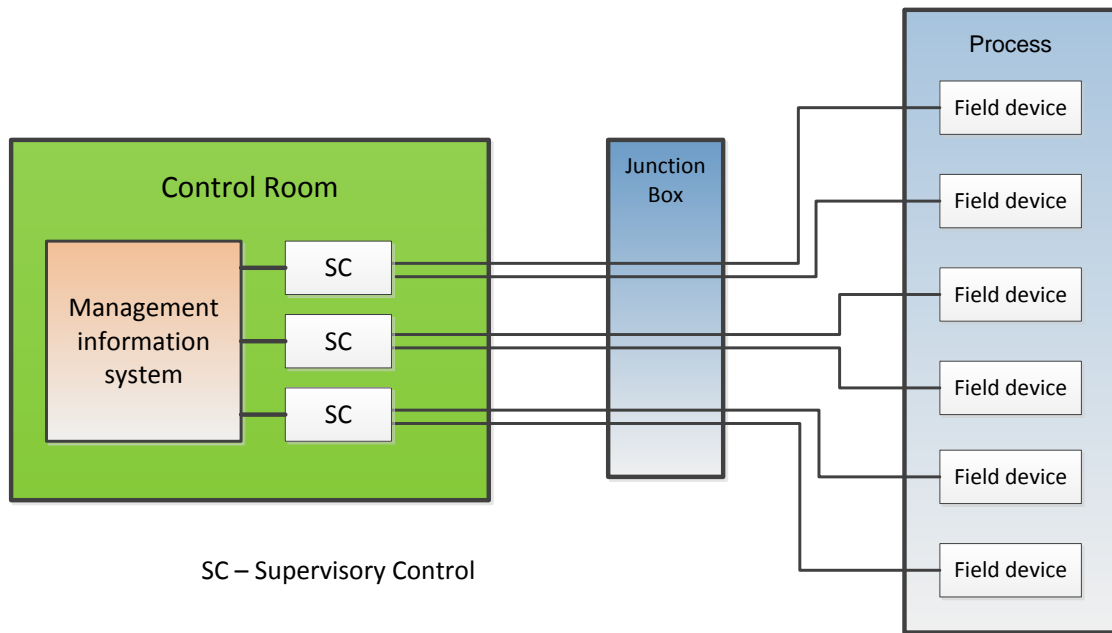 Process
Field device
Junction
Box
Control Room
Field device
SC
Management
information
system
Field device
SC
Field device
SC
Field device
SC – Supervisory Control
Field device